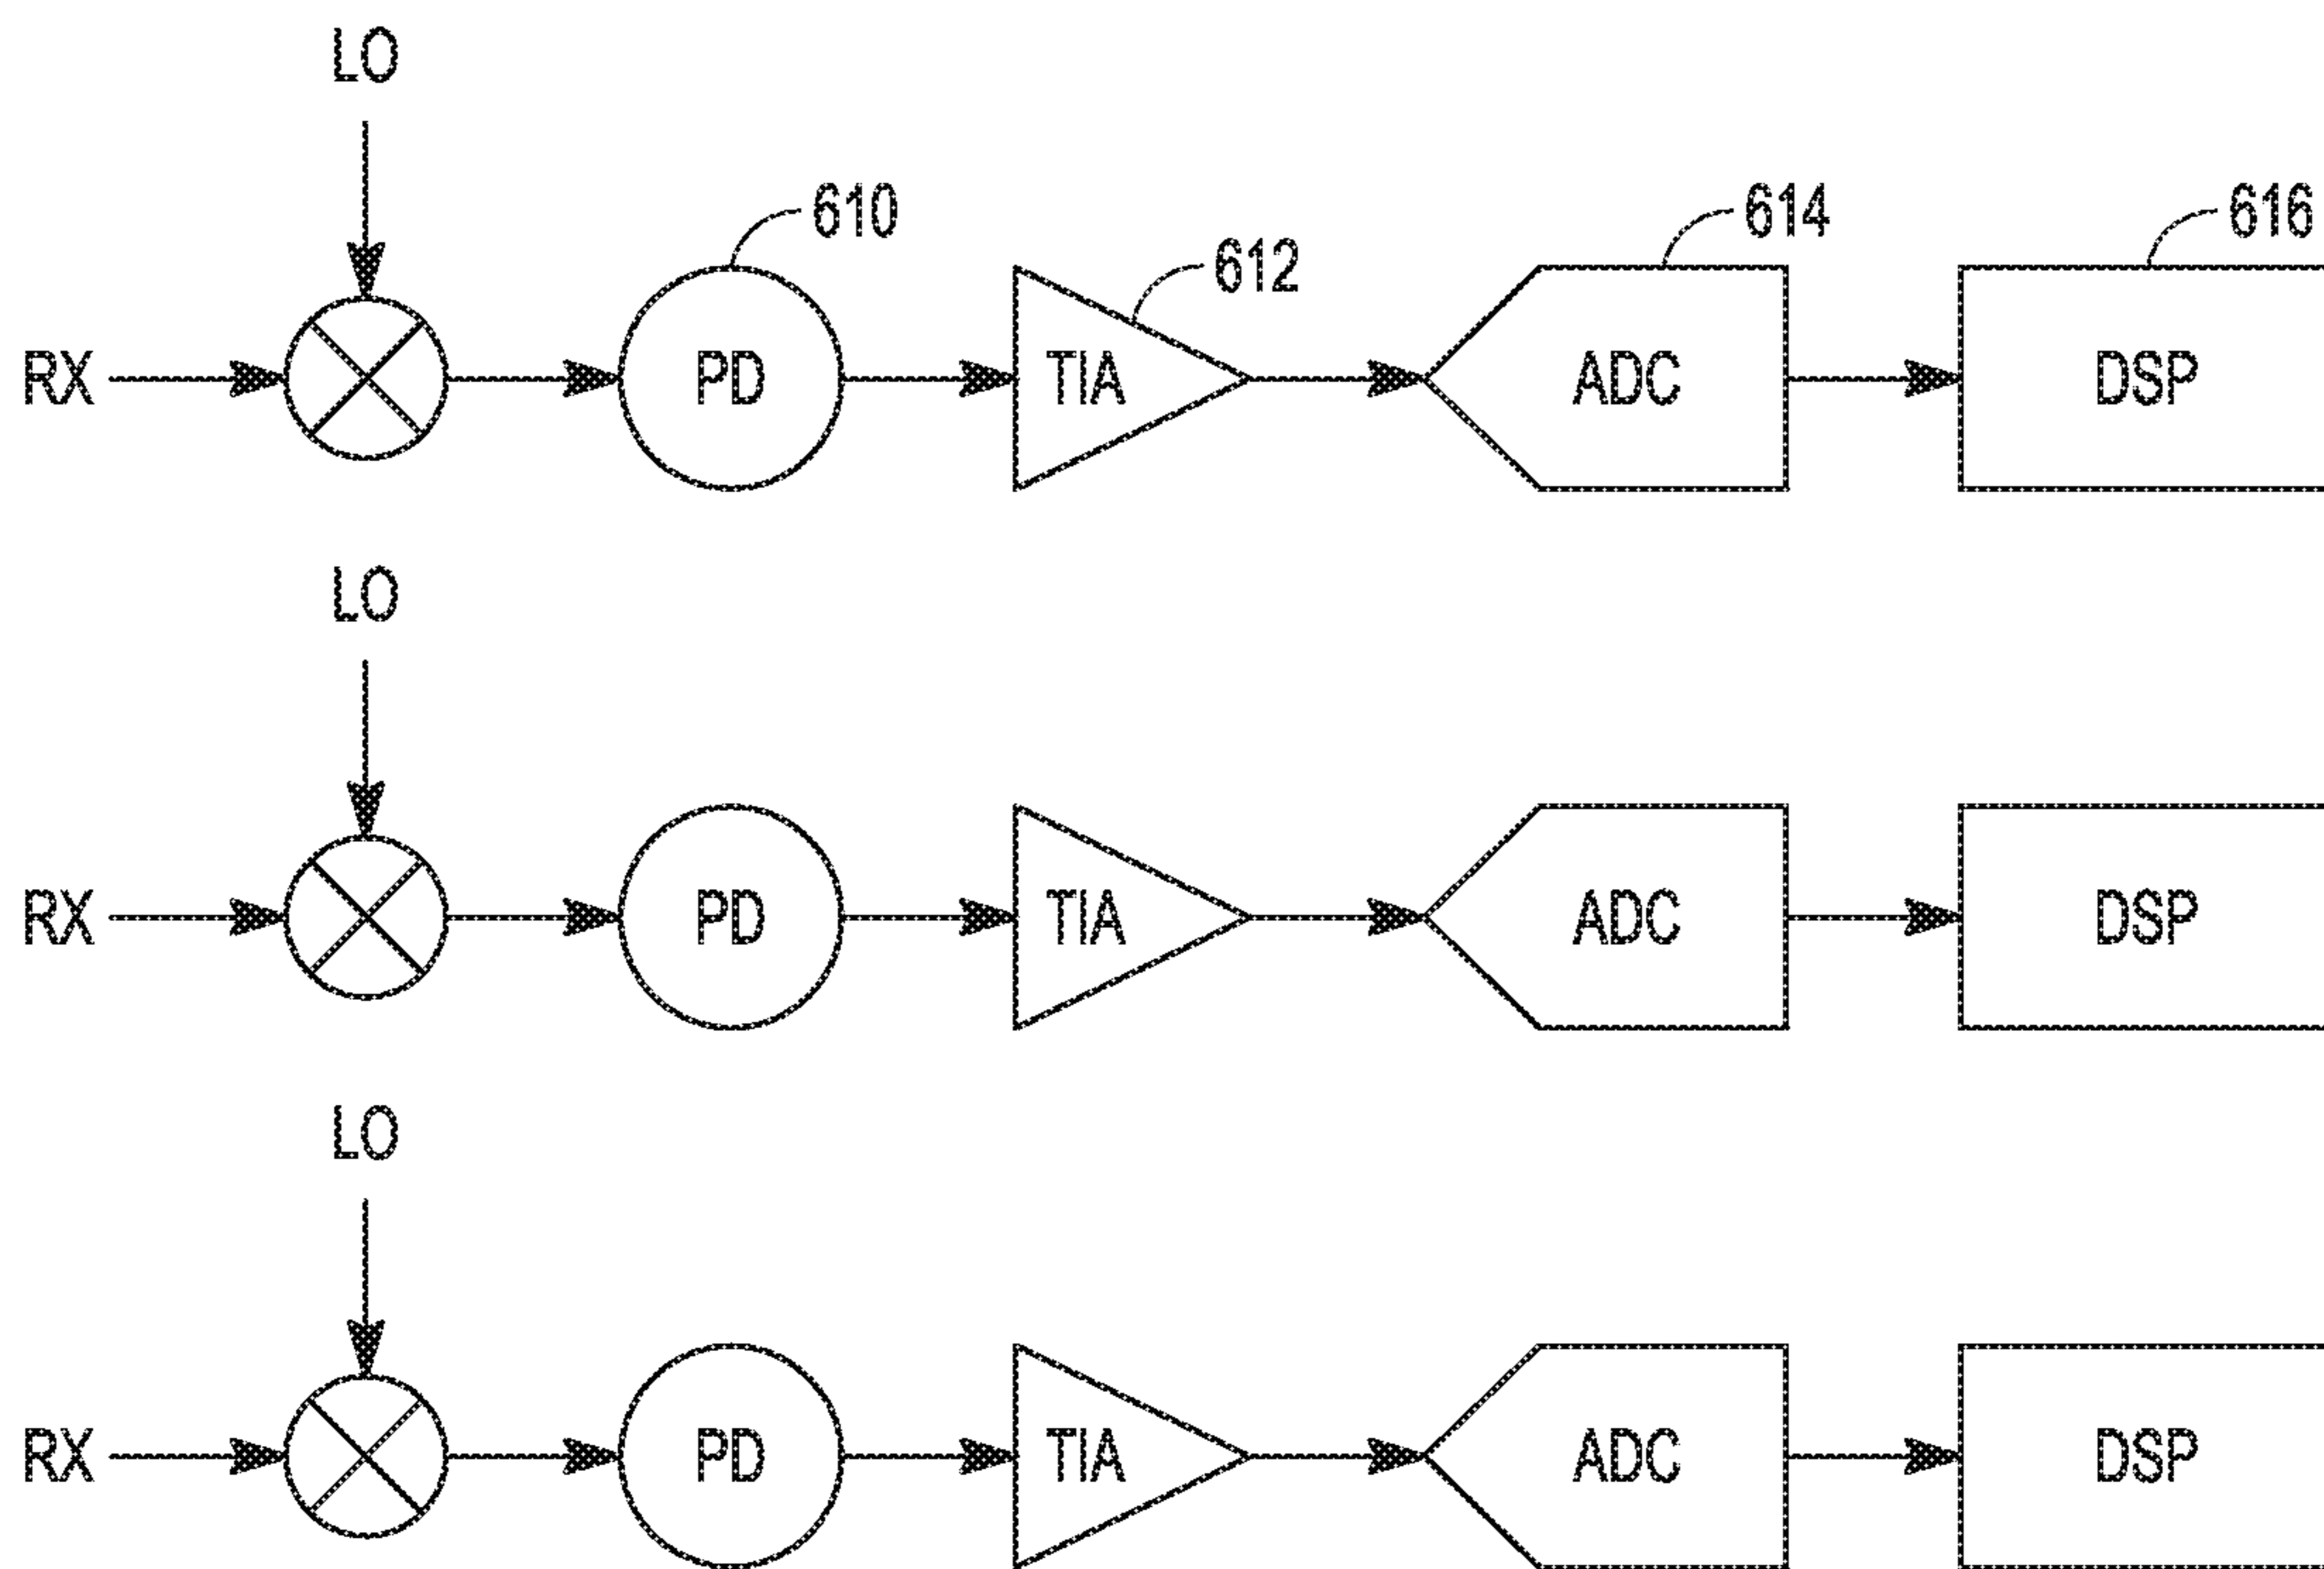 LO
610
612
614
616
RX PD TIA ADC DSP
LO
RX PD TIA ADC DSP
LO
RX PD TIA ADC DSP